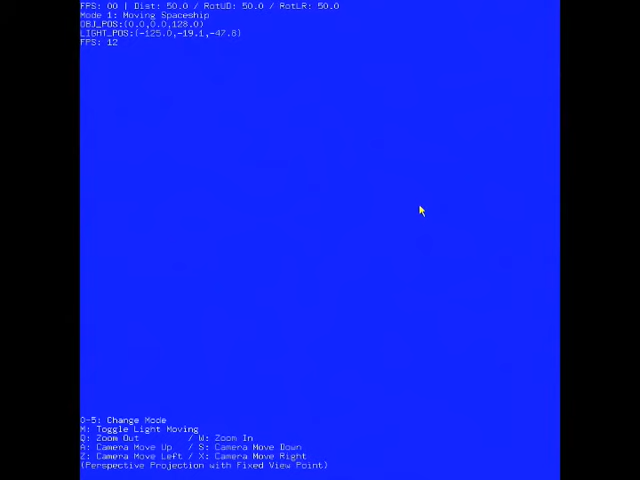 FPS: 00 | Dist: 50.0 / RotUD: 50.0 / RotLR: 50.0
Mode 1: Moving Spaceship
OBJ_POS:(0.0,0.0,128.0)
LIGHT_POS:(-125.0,-19.1,-47.8)
FPS: 12
0-5: Change Mode
M: Toggle Light Moving
Q: Zoom Out / W: Zoom In
A: Camera Move Up / S: Camera Move Down
Z: Camera Move Left / X: Camera Move Right
(Perspective Projection with Fixed View Point)